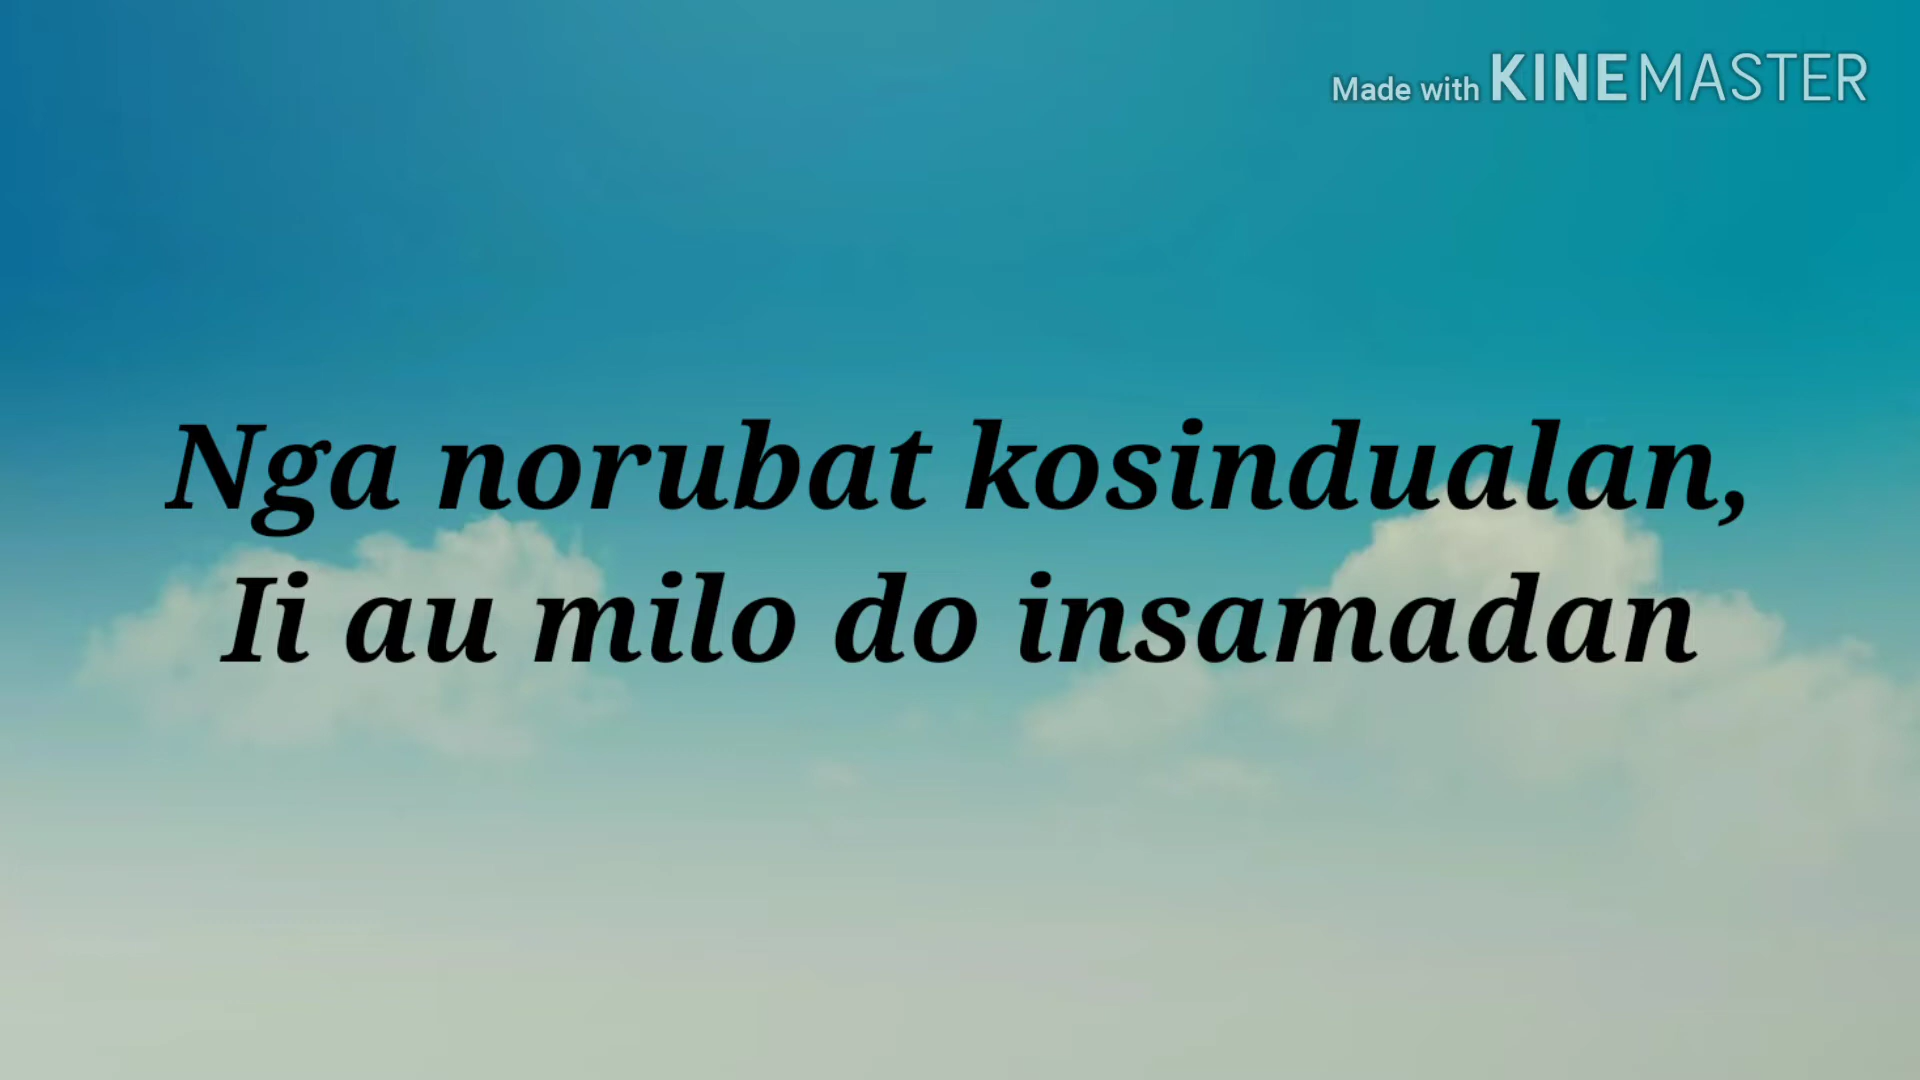 Made with KINEMASTER
Nga norubat kosindualan,
Ii au milo do insamadan